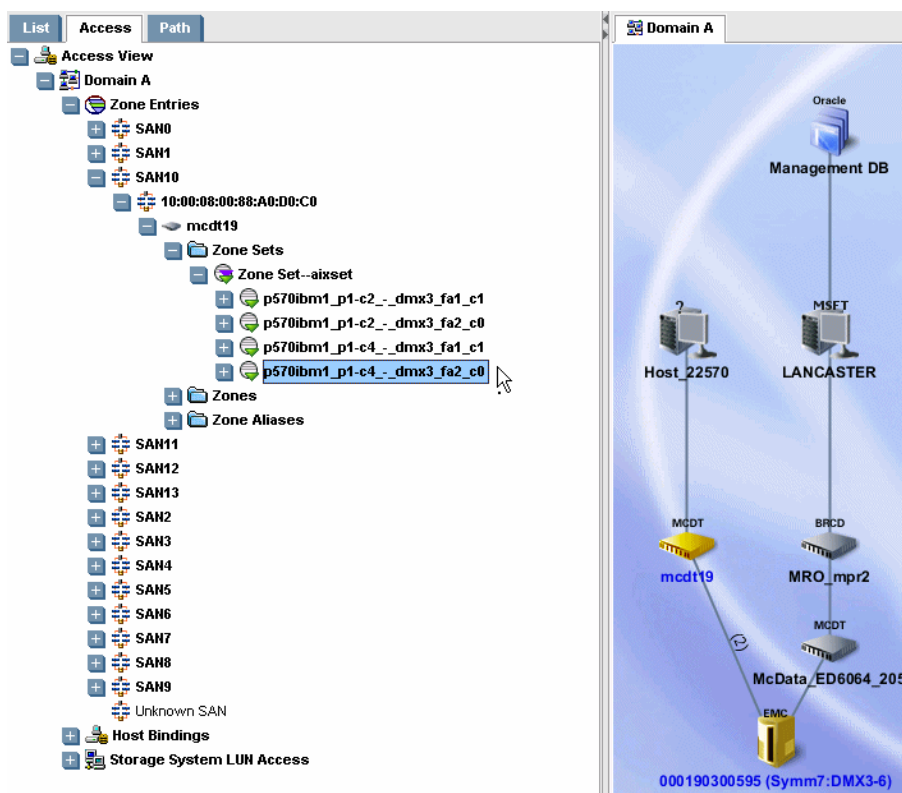 List Access Path
Access View
Domain A
Zone Entries
SAN0
SAN1
SAN10
10:00:08:00:88:A0:D0:C0
mcdt19
Zone Sets
Zone Set--aixset
p570ibm1_p1-c2_-_dmx3_fa1_c1
p570ibm1_p1-c2_-_dmx3_fa2_c0
p570ibm1_p1-c4_-_dmx3_fa1_c1
p570ibm1_p1-c4_-_dmx3_fa2_c0
Zones
Zone Aliases
SAN11
SAN12
SAN13
SAN2
SAN3
SAN4
SAN5
SAN6
SAN7
SAN8
SAN9
Unknown SAN
Host Bindings
Storage System LUN Access
Domain A
Oracle
Management DB
?
Host_22570
MSFT
LANCASTER
MCDT
mcdt19
BRCD
MRO_mpr2
(2)
MCDT
McData_ED6064_205
EMC
000190300595 (Symm7:DMX3-6)